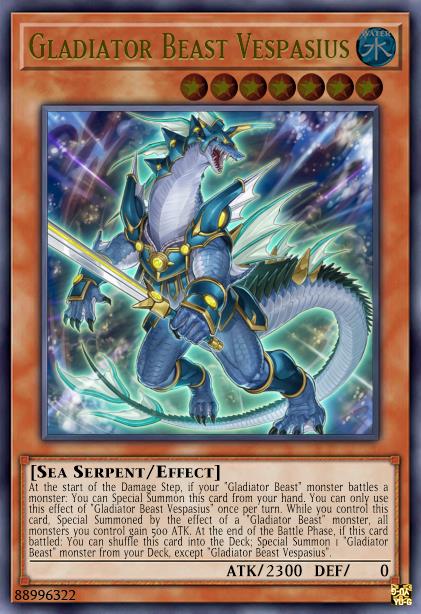 GLADIATOR BEAST VESPASIUS
WATER
水
[SEA SERPENT/EFFECT]
At the start of the Damage Step, if your "Gladiator Beast" monster battles a
monster: You can Special Summon this card from your hand. You can only use
this effect of "Gladiator Beast Vespasius" once per turn. While you control this
card, Special Summoned by the effect of a "Gladiator Beast" monster, all
monsters you control gain 500 ATK. At the end of the Battle Phase, if this card
battled: You can shuffle this card into the Deck; Special Summon 1 "Gladiator
Beast" monster from your Deck, except "Gladiator Beast Vespasius".
ATK/2300 DEF/ 0
88996322